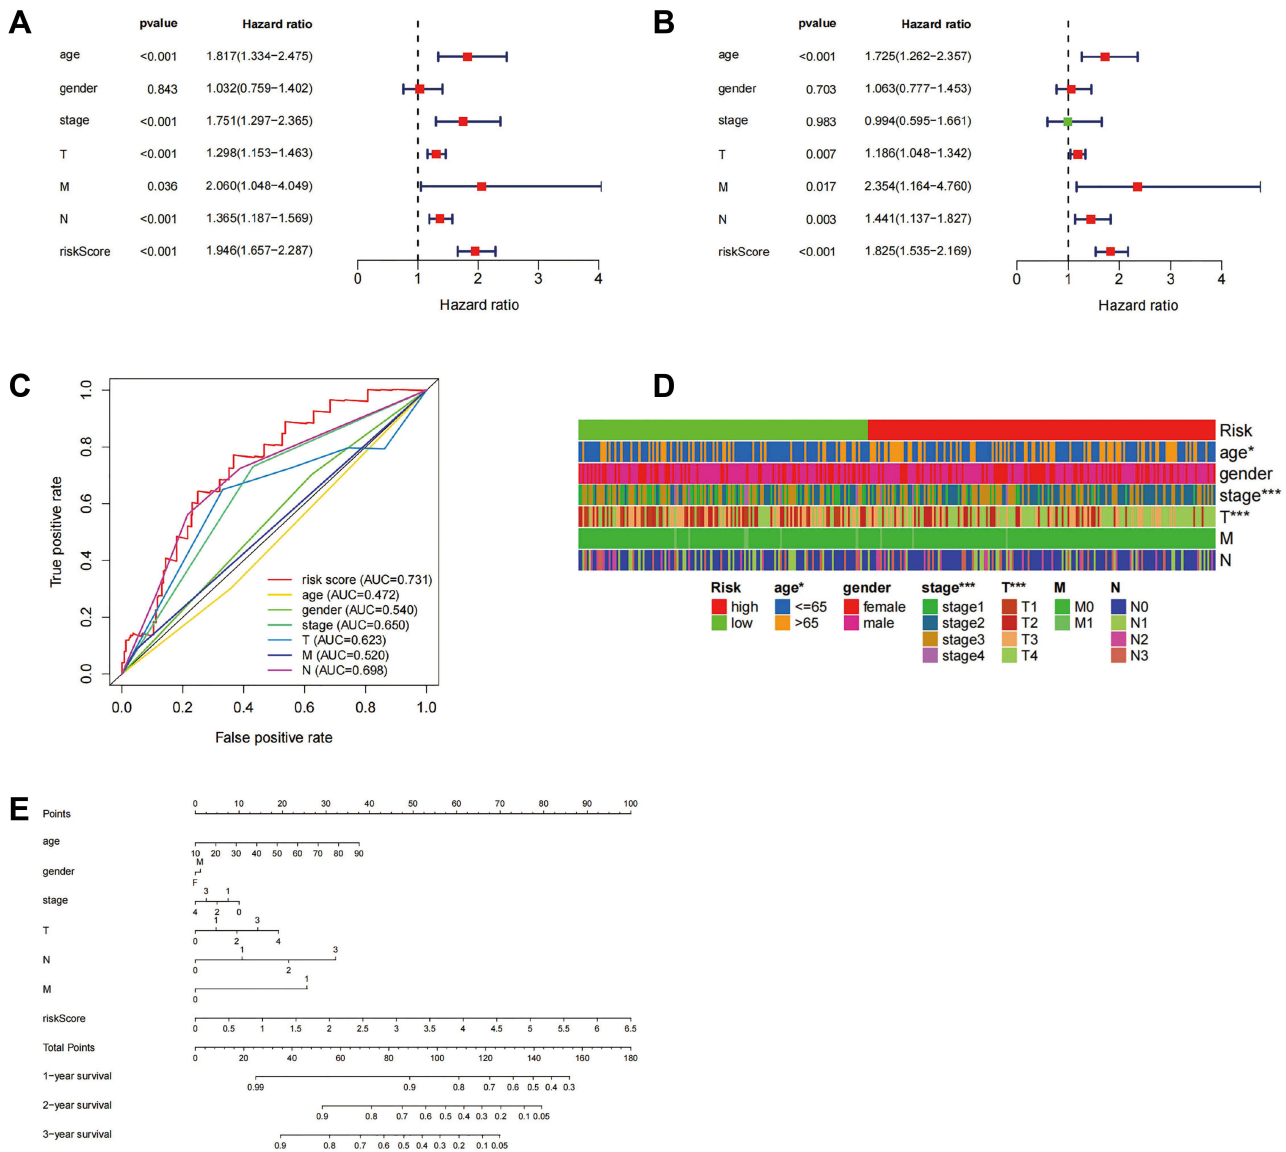 A
pvalue Hazard ratio
age <0.001 1.817(1.334−2.475)
gender 0.843 1.032(0.759−1.402)
stage <0.001 1.751(1.297−2.365)
T <0.001 1.298(1.153−1.463)
M 0.036 2.060(1.048−4.049)
N <0.001 1.365(1.187−1.569)
riskScore <0.001 1.946(1.657−2.287)
0 1 2 3 4
Hazard ratio
B
pvalue Hazard ratio
age <0.001 1.725(1.262−2.357)
gender 0.703 1.063(0.777−1.453)
stage 0.983 0.994(0.595−1.661)
T 0.007 1.186(1.048−1.342)
M 0.017 2.354(1.164−4.760)
N 0.003 1.441(1.137−1.827)
riskScore <0.001 1.825(1.535−2.169)
0 1 2 3 4
Hazard ratio
C
True positive rate
1.0
0.8
0.6
0.4
0.2
0.0
risk score (AUC=0.731)
age (AUC=0.472)
gender (AUC=0.540)
stage (AUC=0.650)
T (AUC=0.623)
M (AUC=0.520)
N (AUC=0.698)
0.0 0.2 0.4 0.6 0.8 1.0
False positive rate
D
Risk
age*
gender
stage***
T***
M
N
Risk age* gender stage*** T*** M N
high <=65 female stage1 T1 M0 N0
low >65 male stage2 T2 M1 N1
stage3 T3 N2
stage4 T4 N3
E
0 10 20 30 40 50 60 70 80 90 100
Points
age
10 20 30 40 50 60 70 80 90
M
gender
F
3 1
stage
4 2 0
1 3
T
0 2 4
1 3
N
0 2
1
M
0
riskScore
0 0.5 1 1.5 2 2.5 3 3.5 4 4.5 5 5.5 6 6.5
Total Points
0 20 40 60 80 100 120 140 160 180
1−year survival
0.99 0.9 0.8 0.7 0.6 0.5 0.4 0.3
2−year survival
0.9 0.8 0.7 0.6 0.5 0.4 0.3 0.2 0.1 0.05
3−year survival
0.9 0.8 0.7 0.6 0.5 0.4 0.3 0.2 0.1 0.05